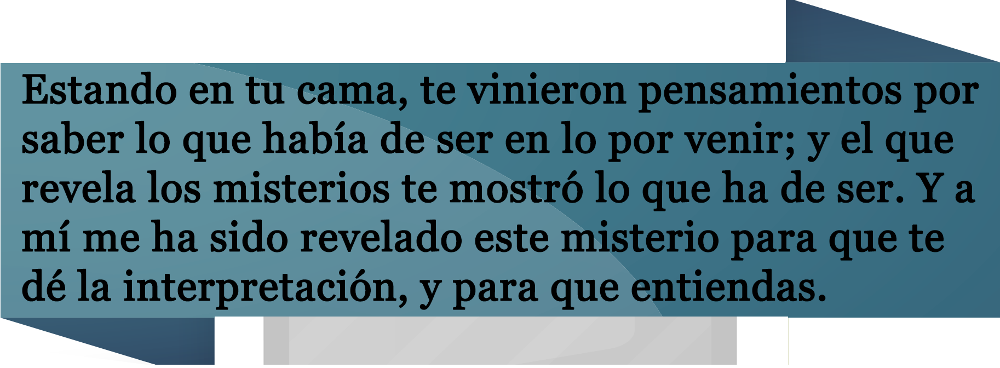 Estando en tu cama, te vinieron pensamientos por
saber lo que había de ser en lo por venir; y el que
revela los misterios te mostró lo que ha de ser. Y a
mí me ha sido revelado este misterio para que te
dé la interpretación, y para que entiendas.